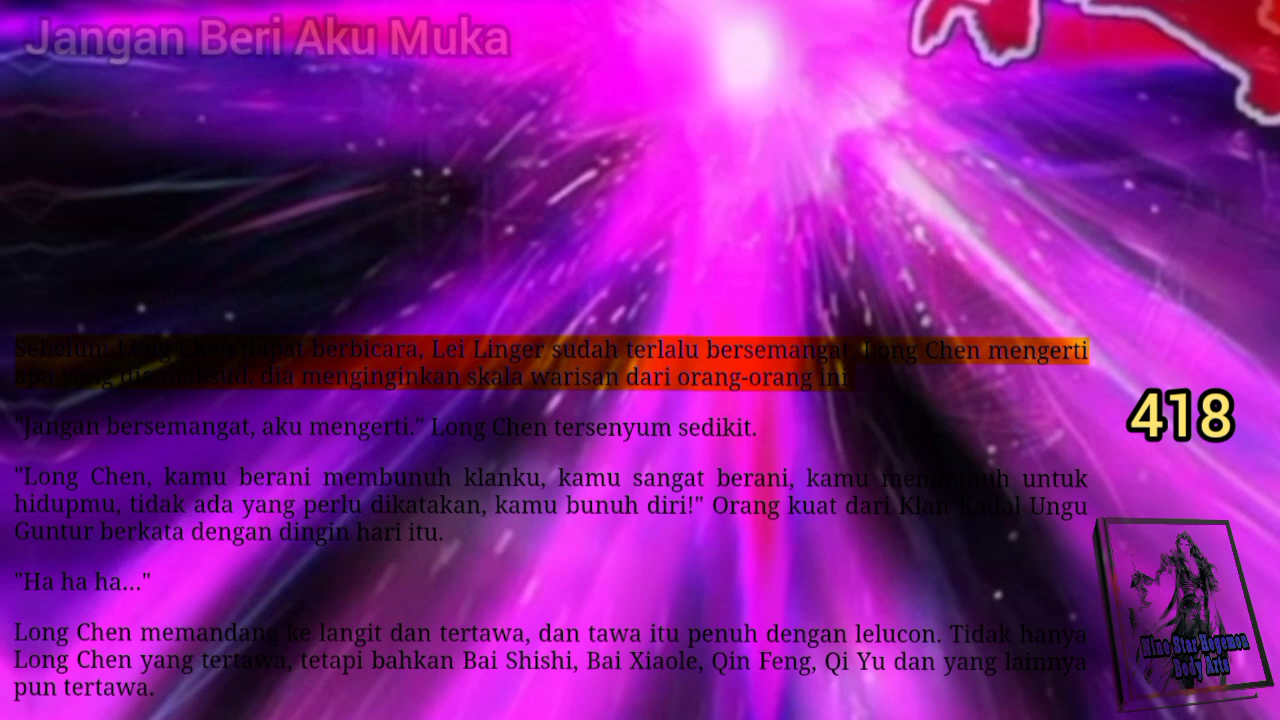 Jangan Beri Aku Muka
Sebelum Long Chen dapat berbicara, Lei Linger sudah terlalu bersemangat, Long Chen mengerti
apa yang dia maksud, dia menginginkan skala warisan dari orang-orang ini.
"Jangan bersemangat, aku mengerti." Long Chen tersenyum sedikit.
"Long Chen, kamu berani membunuh klanku, kamu sangat berani, kamu membunuh untuk
hidupmu, tidak ada yang perlu dikatakan, kamu bunuh diri!" Orang kuat dari Klan Kadal Ungu
Guntur berkata dengan dingin hari itu.
"Ha ha ha..."
Long Chen memandang ke langit dan tertawa, dan tawa itu penuh dengan lelucon. Tidak hanya
Long Chen yang tertawa, tetapi bahkan Bai Shishi, Bai Xiaole, Qin Feng, Qi Yu dan yang lainnya
pun tertawa.
418
Nine Star Hegemon
Body Arts